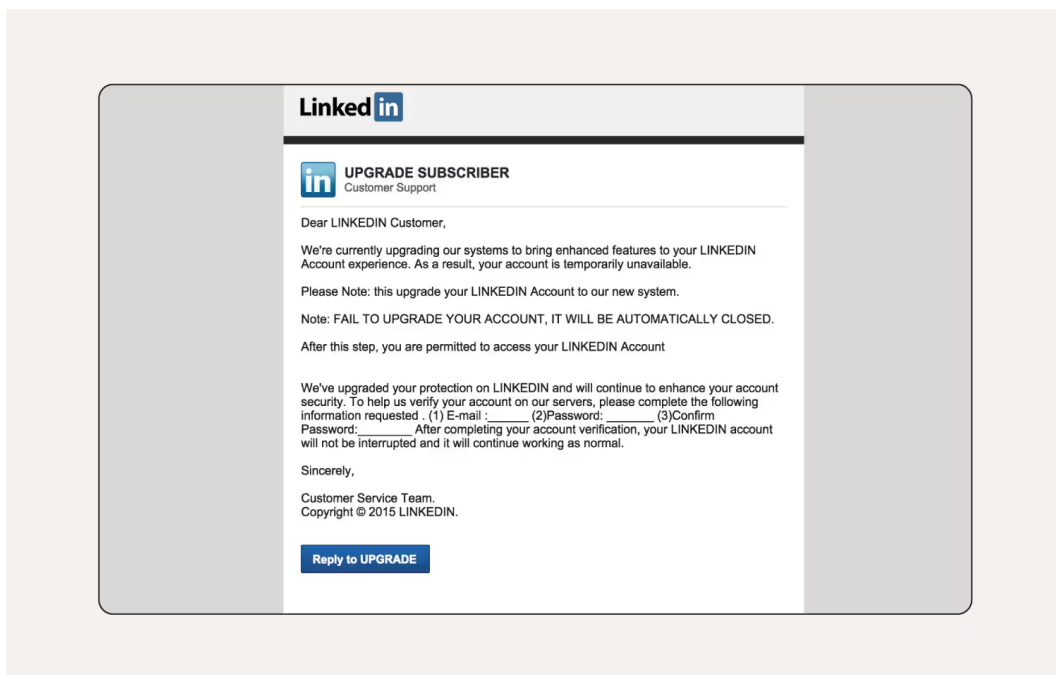 Linked in
in
UPGRADE SUBSCRIBER
Customer Support
Dear LINKEDIN Customer,
We're currently upgrading our systems to bring enhanced features to your LINKEDIN
Account experience. As a result, your account is temporarily unavailable.
Please Note: this upgrade your LINKEDIN Account to our new system.
Note: FAIL TO UPGRADE YOUR ACCOUNT, IT WILL BE AUTOMATICALLY CLOSED.
After this step, you are permitted to access your LINKEDIN Account
We've upgraded your protection on LINKEDIN and will continue to enhance your account
security. To help us verify your account on our servers, please complete the following
information requested . (1) E-mail :______ (2)Password: _______ (3)Confirm
Password:________ After completing your account verification, your LINKEDIN account
will not be interrupted and it will continue working as normal.
Sincerely,
Customer Service Team.
Copyright © 2015 LINKEDIN.
Reply to UPGRADE